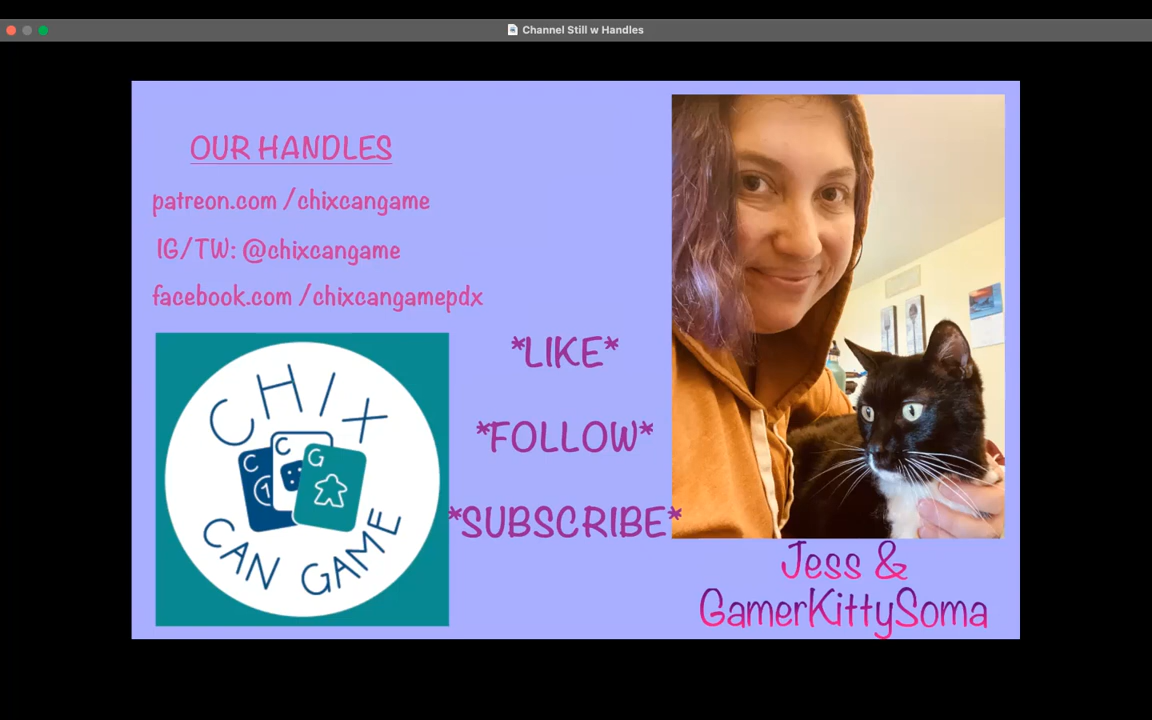 Channel Still w Handles
OUR HANDLES
patreon.com /chixcangame
IG/TW: @chixcangame
facebook.com /chixcangamepdx
CHIX
C C G
1
CAN GAME
*LIKE*
*FOLLOW*
*SUBSCRIBE*
Jess &
GamerKittySoma